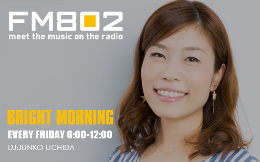 FM802
meet the music on the radio
BRIGHT MORNING
EVERY FRIDAY 6:00-12:00
DJ:JUNKO UCHIDA